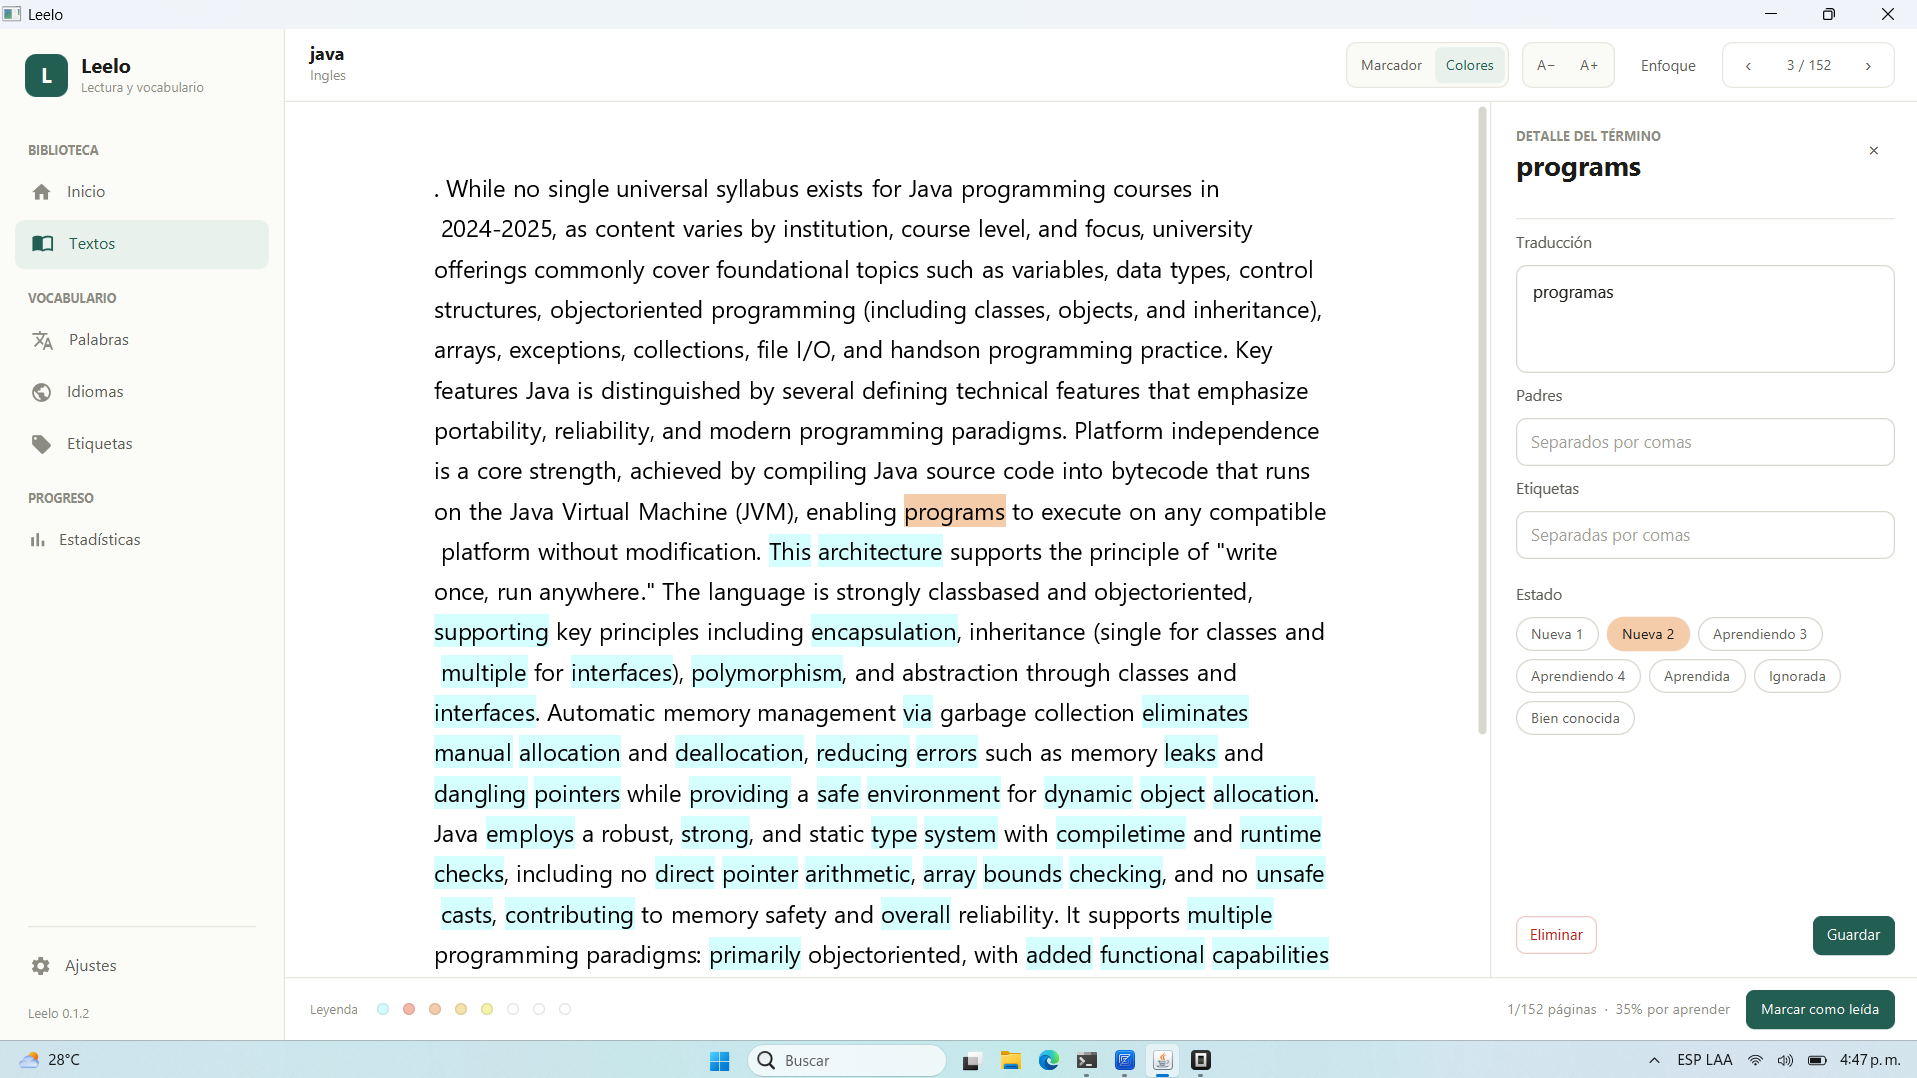 Leelo
L
Leelo
Lectura y vocabulario
BIBLIOTECA
Inicio
Textos
VOCABULARIO
Palabras
Idiomas
Etiquetas
PROGRESO
Estadísticas
Ajustes
Leelo 0.1.2
java
Ingles
Marcador Colores A− A+ Enfoque ‹ 3 / 152 ›
. While no single universal syllabus exists for Java programming courses in
2024-2025, as content varies by institution, course level, and focus, university
offerings commonly cover foundational topics such as variables, data types, control
structures, objectoriented programming (including classes, objects, and inheritance),
arrays, exceptions, collections, file I/O, and handson programming practice. Key
features Java is distinguished by several defining technical features that emphasize
portability, reliability, and modern programming paradigms. Platform independence
is a core strength, achieved by compiling Java source code into bytecode that runs
on the Java Virtual Machine (JVM), enabling programs to execute on any compatible
platform without modification. This architecture supports the principle of "write
once, run anywhere." The language is strongly classbased and objectoriented,
supporting key principles including encapsulation, inheritance (single for classes and
multiple for interfaces), polymorphism, and abstraction through classes and
interfaces. Automatic memory management via garbage collection eliminates
manual allocation and deallocation, reducing errors such as memory leaks and
dangling pointers while providing a safe environment for dynamic object allocation.
Java employs a robust, strong, and static type system with compiletime and runtime
checks, including no direct pointer arithmetic, array bounds checking, and no unsafe
casts, contributing to memory safety and overall reliability. It supports multiple
programming paradigms: primarily objectoriented, with added functional capabilities
DETALLE DEL TÉRMINO
programs
Traducción
programas
Padres
Separados por comas
Etiquetas
Separadas por comas
Estado
Nueva 1 Nueva 2 Aprendiendo 3
Aprendiendo 4 Aprendida Ignorada
Bien conocida
Eliminar Guardar
Leyenda
1/152 páginas · 35% por aprender Marcar como leída
28°C
Buscar
ESP LAA
4:47 p. m.